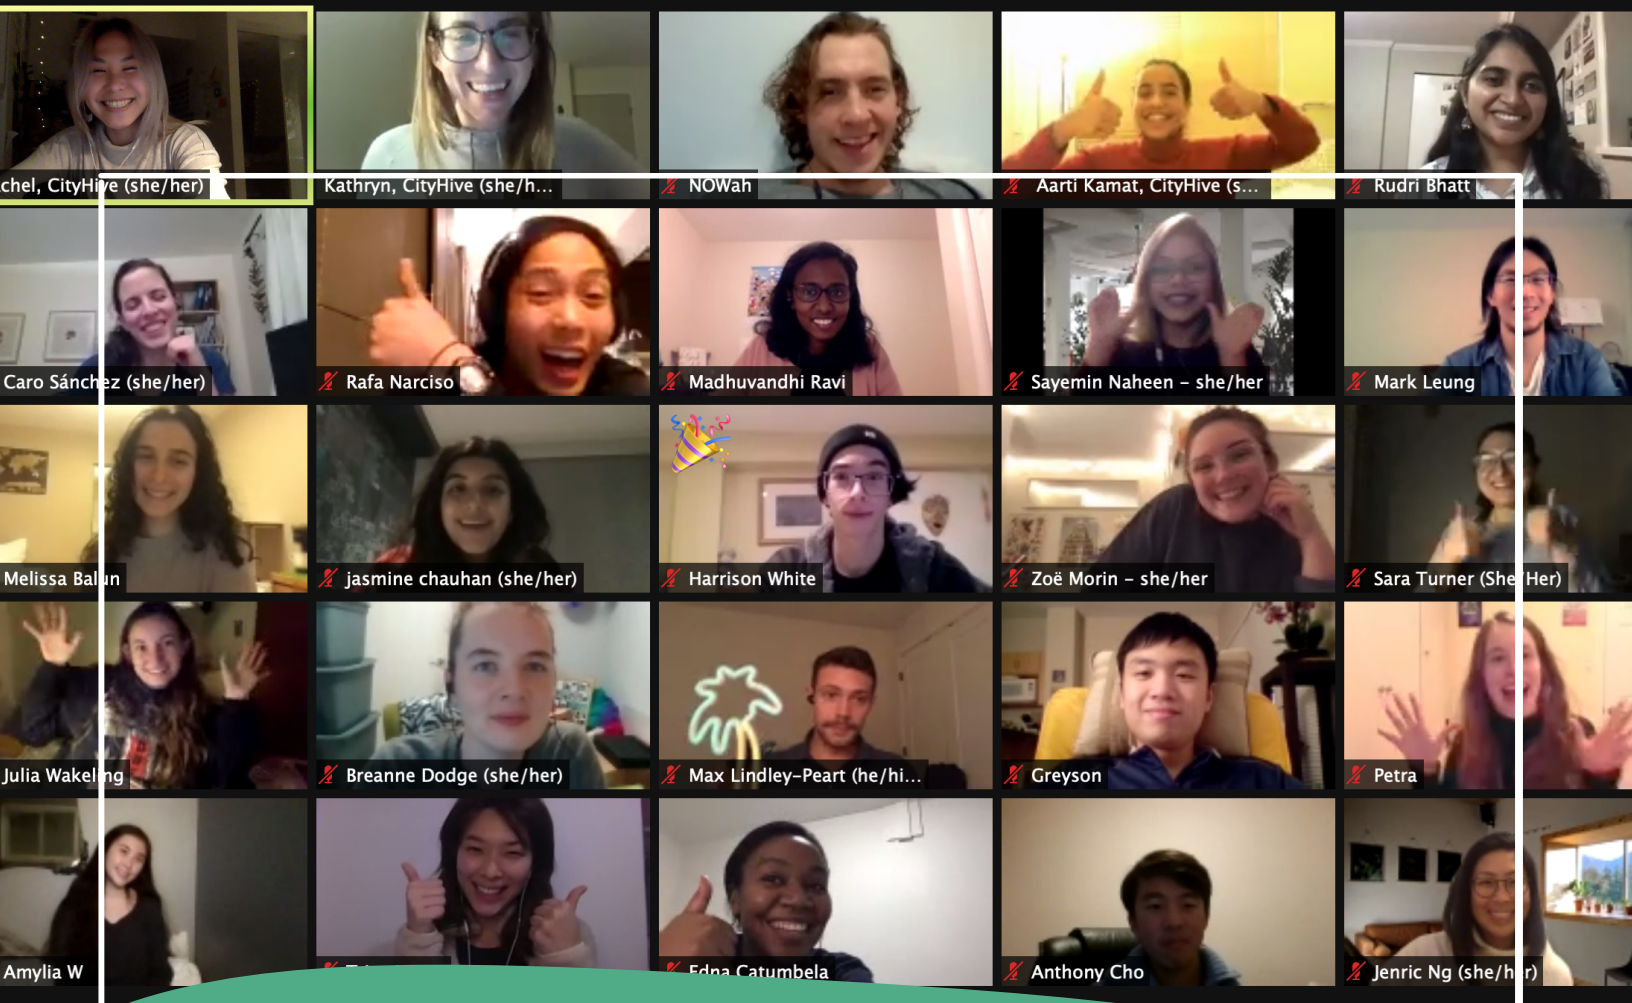 chel, CityHive (she/her)
Kathryn, CityHive (she/h...
NOWah
Aarti Kamat, CityHive (s...
Rudri Bhatt
Caro Sánchez (she/her)
Rafa Narciso
Madhuvandhi Ravi
Sayemin Naheen – she/her
Mark Leung
Melissa Balun
jasmine chauhan (she/her)
Harrison White
Zoë Morin – she/her
Sara Turner (She/Her)
Julia Wakeling
Breanne Dodge (she/her)
Max Lindley-Peart (he/hi...
Greyson
Petra
Amylia W
Edna Catumbela
Anthony Cho
Jenric Ng (she/her)